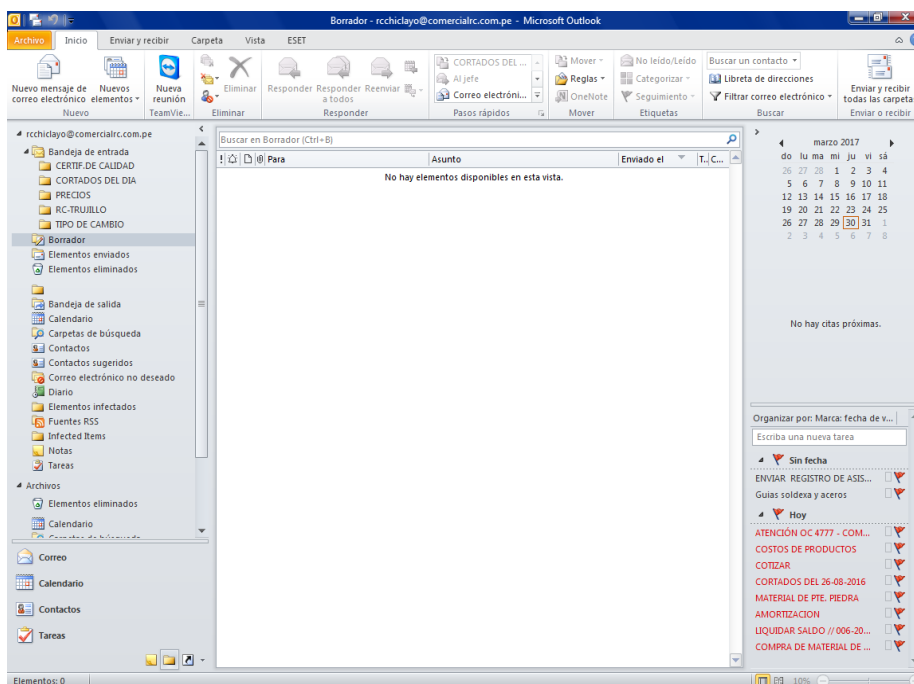 Borrador - rcchiclayo@comercialrc.com.pe - Microsoft Outlook
Archivo Inicio Enviar y recibir Carpeta Vista ESET
Nuevo mensaje de correo electrónico
Nuevos elementos
Nuevo
Nueva reunión
TeamVie...
Eliminar
Eliminar
Responder Responder a todos Reenviar
Responder
CORTADOS DEL ...
Al jefe
Correo electróni...
Pasos rápidos
Mover
Reglas
OneNote
Mover
No leído/Leído
Categorizar
Seguimiento
Etiquetas
Buscar un contacto
Libreta de direcciones
Filtrar correo electrónico
Buscar
Enviar y recibir
todas las carpeta
Enviar o recibir
rcchiclayo@comercialrc.com.pe
Bandeja de entrada
CERTIF.DE CALIDAD
CORTADOS DEL DIA
PRECIOS
RC-TRUJILLO
TIPO DE CAMBIO
Borrador
Elementos enviados
Elementos eliminados
Bandeja de salida
Calendario
Carpetas de búsqueda
Contactos
Contactos sugeridos
Correo electrónico no deseado
Diario
Elementos infectados
Fuentes RSS
Infected Items
Notas
Tareas
Archivos
Elementos eliminados
Calendario
Correo
Calendario
Contactos
Tareas
Elementos: 0
Buscar en Borrador (Ctrl+B)
Para Asunto Enviado el T.. C...
No hay elementos disponibles en esta vista.
marzo 2017
do lu ma mi ju vi sá
26 27 28 1 2 3 4
5 6 7 8 9 10 11
12 13 14 15 16 17 18
19 20 21 22 23 24 25
26 27 28 29 30 31 1
2 3 4 5 6 7 8
No hay citas próximas.
Organizar por: Marca: fecha de v...
Escriba una nueva tarea
Sin fecha
ENVIAR REGISTRO DE ASIS...
Guias soldexa y aceros
Hoy
ATENCIÓN OC 4777 - COM...
COSTOS DE PRODUCTOS
COTIZAR
CORTADOS DEL 26-08-2016
MATERIAL DE PTE. PIEDRA
AMORTIZACION
LIQUIDAR SALDO // 006-20...
COMPRA DE MATERIAL DE ...
10%